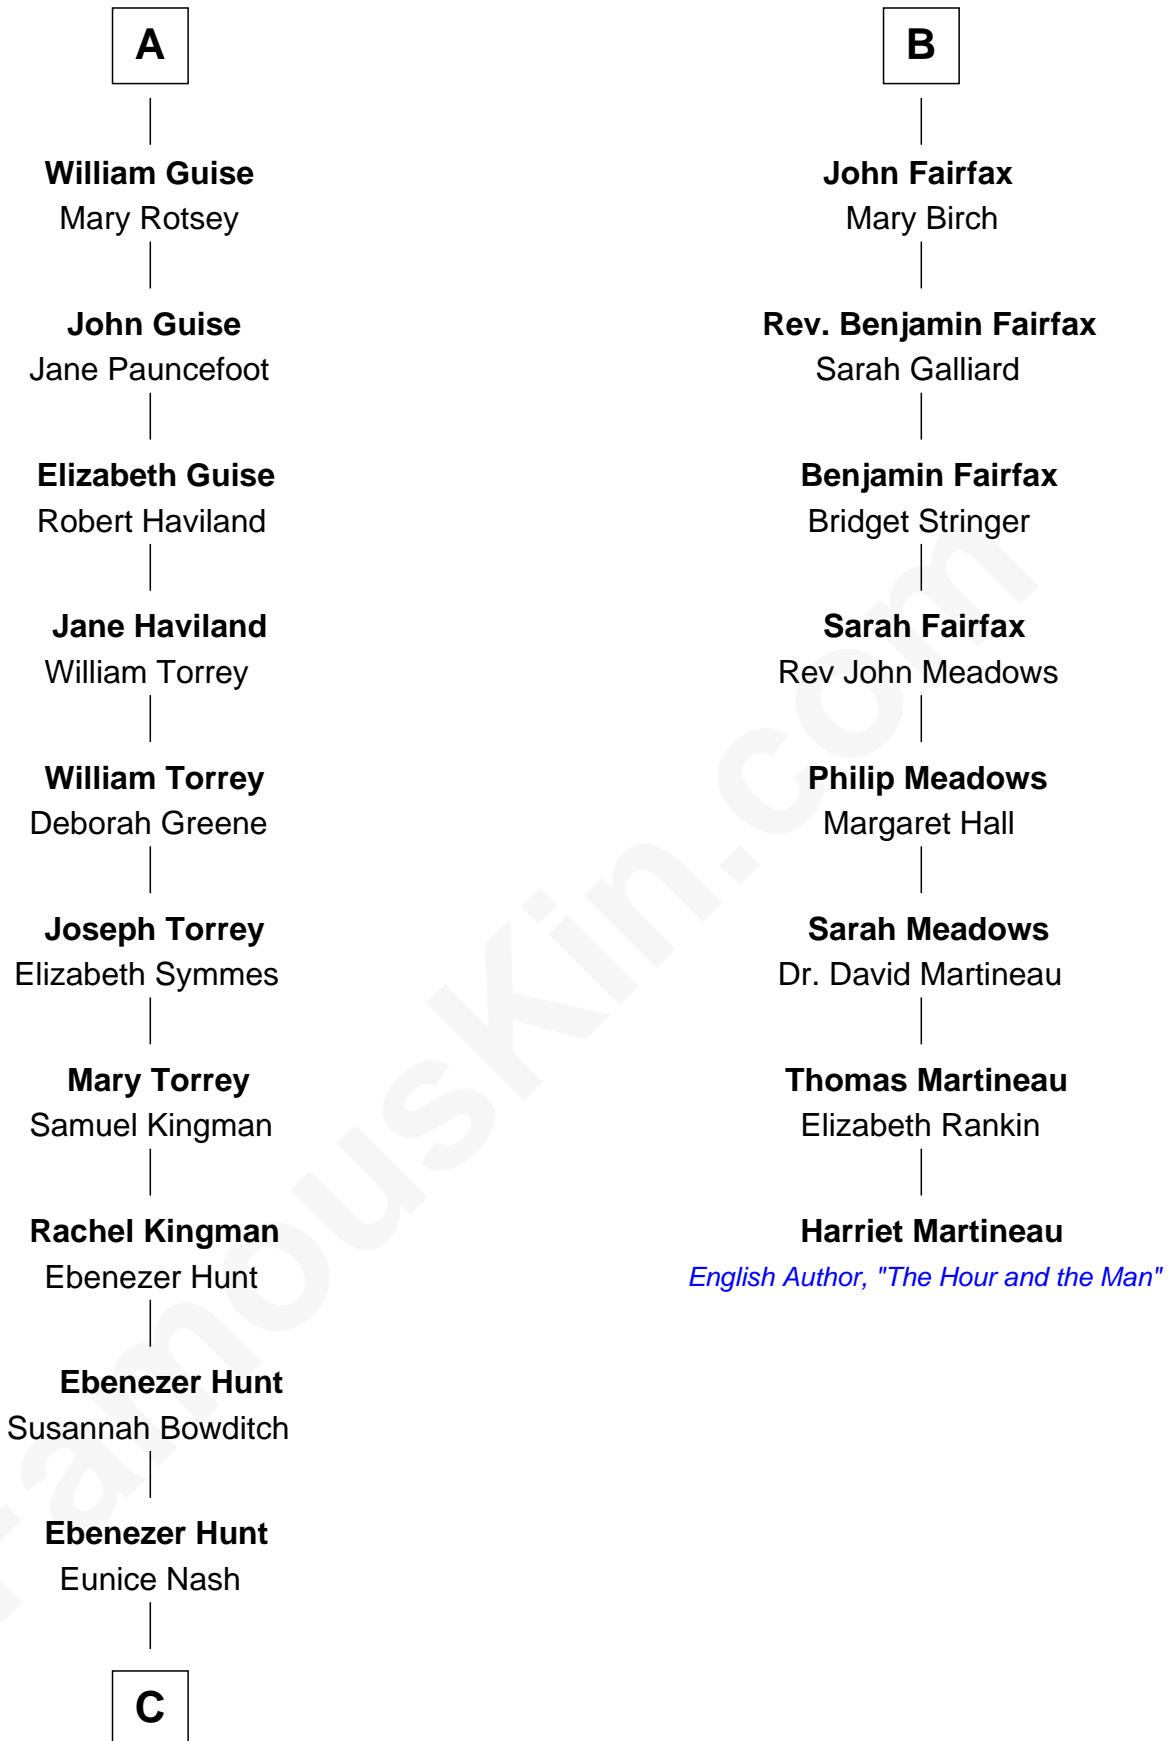 A
William Guise
Mary Rotsey
John Guise
Jane Pauncefoot
Elizabeth Guise
Robert Haviland
Jane Haviland
William Torrey
William Torrey
Deborah Greene
Joseph Torrey
Elizabeth Symmes
Mary Torrey
Samuel Kingman
Rachel Kingman
Ebenezer Hunt
Ebenezer Hunt
Susannah Bowditch
Ebenezer Hunt
Eunice Nash
C
B
John Fairfax
Mary Birch
Rev. Benjamin Fairfax
Sarah Galliard
Benjamin Fairfax
Bridget Stringer
Sarah Fairfax
Rev John Meadows
Philip Meadows
Margaret Hall
Sarah Meadows
Dr. David Martineau
Thomas Martineau
Elizabeth Rankin
Harriet Martineau
English Author, "The Hour and the Man"
FamousKin.com